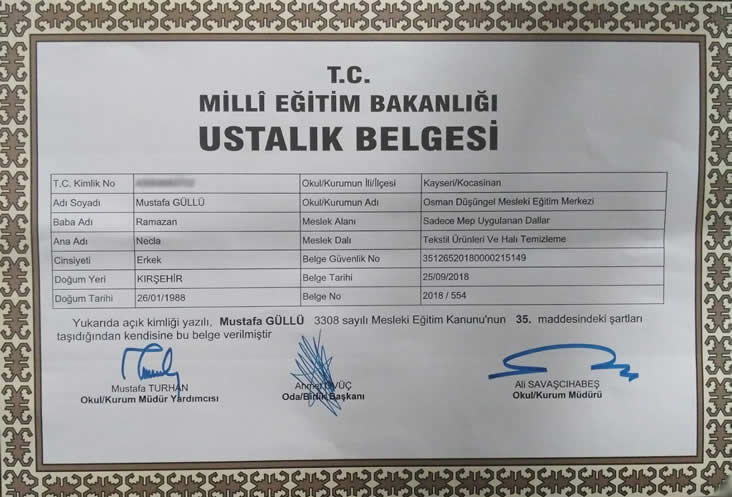 T.C.
MİLLÎ EĞİTİM BAKANLIĞI
USTALIK BELGESİ
T.C. Kimlik No Okul/Kurumun İli/İlçesi Kayseri/Kocasinan
Adı Soyadı Mustafa GÜLLÜ Okul/Kurumun Adı Osman Düşüngel Mesleki Eğitim Merkezi
Baba Adı Ramazan Meslek Alanı Sadece Mep Uygulanan Dallar
Ana Adı Necla Meslek Dalı Tekstil Ürünleri Ve Halı Temizleme
Cinsiyeti Erkek Belge Güvenlik No 35126520180000215149
Doğum Yeri KIRŞEHİR Belge Tarihi 25/09/2018
Doğum Tarihi 26/01/1988 Belge No 2018 / 554
Yukarıda açık kimliği yazılı, Mustafa GÜLLÜ 3308 sayılı Mesleki Eğitim Kanunu'nun 35. maddesindeki şartları
taşıdığından kendisine bu belge verilmiştir
Mustafa TURHAN Ali SAVAŞCIHABEŞ
Okul/Kurum Müdür Yardımcısı Oda/Birlik Başkanı Okul/Kurum Müdürü